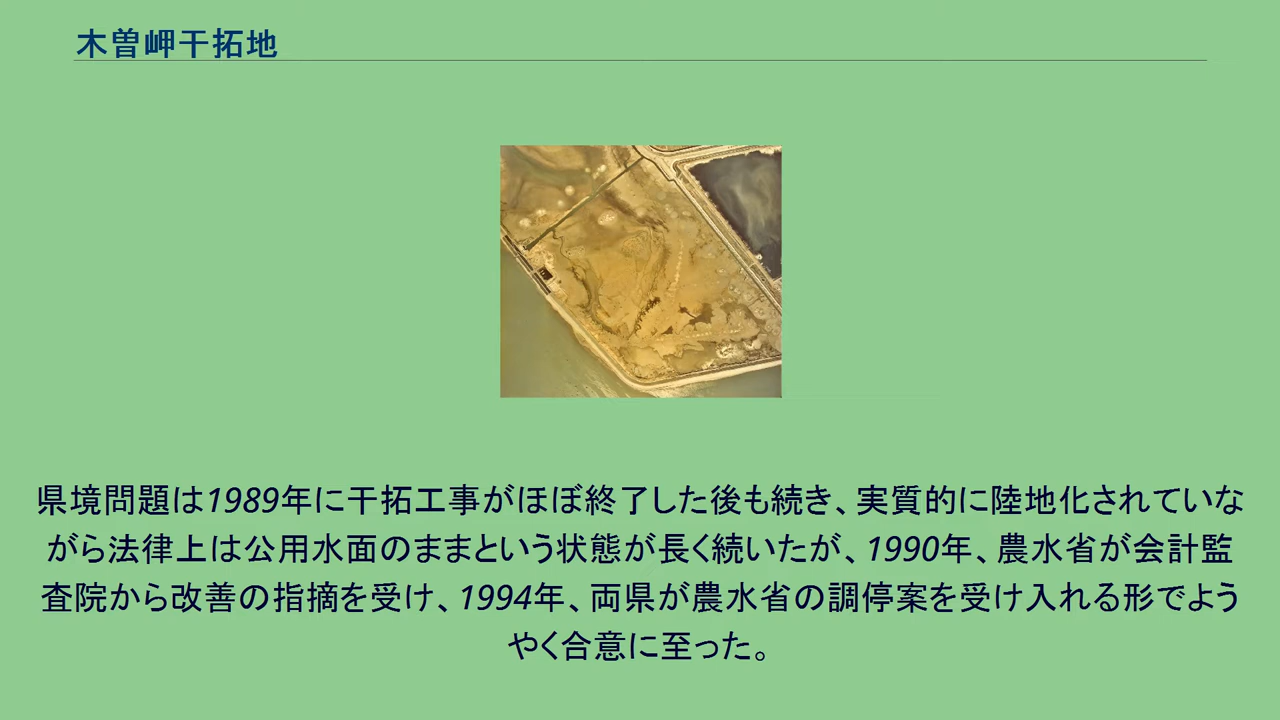 木曽岬干拓地
県境問題は1989年に干拓工事がほぼ終了した後も続き、実質的に陸地化されていな
がら法律上は公用水面のままという状態が長く続いたが、1990年、農水省が会計監
査院から改善の指摘を受け、1994年、両県が農水省の調停案を受け入れる形でよう
やく合意に至った。